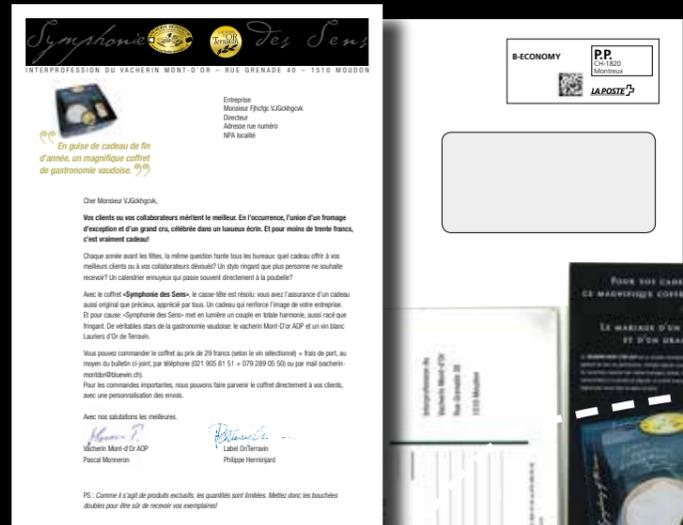 Symphonie des Sens
INTERPROFESSION DU VACHERIN MONT-D'OR – RUE GRENADE 40 – 1510 MOUDON
En guise de cadeau de fin
d'année, un magnifique coffret
de gastronomie vaudoise.
Entreprise
Monsieur Fjhcfgc VJGckhgcvk
Directeur
Adresse rue numéro
NPA localité
Cher Monsieur VJGckhgcvk,
Vos clients ou vos collaborateurs méritent le meilleur. En l'occurrence, l'union d'un fromage
d'exception et d'un grand cru, célébrée dans un luxueux écrin. Et pour moins de trente francs,
c'est vraiment cadeau!
Chaque année avant les fêtes, la même question hante tous les bureaux: quel cadeau offrir à vos
meilleurs clients ou à vos collaborateurs dévoués? Un stylo ringard que plus personne ne souhaite
recevoir? Un calendrier ennuyeux qui passe souvent directement à la poubelle?
Avec le coffret «Symphonie des Sens», le casse-tête est résolu: vous avez l'assurance d'un cadeau
aussi original que précieux, apprécié par tous. Un cadeau qui renforce l'image de votre entreprise.
Et pour cause: «Symphonie des Sens» met en lumière un couple en totale harmonie, aussi racé que
fringant. De véritables stars de la gastronomie vaudoise: le vacherin Mont-D'or AOP et un vin blanc
Lauriers d'Or de Terravin.
Vous pouvez commander le coffret au prix de 29 francs (selon le vin sélectionné) + frais de port, au
moyen du bulletin ci-joint, par téléphone (021 905 81 51 + 079 289 05 50) ou par mail (vacherin-
montdor@bluewin.ch).
Pour les commandes importantes, nous pouvons faire parvenir le coffret directement à vos clients,
avec une personnalisation des envois.
Avec nos salutations les meilleures.
Vacherin Mont-d'Or AOP
Pascal Monneron
Label OnTerravin
Philippe Herminjard
PS : Comme il s'agit de produits exclusifs, les quantités sont limitées. Mettez donc les bouchées
doubles pour être sûr de recevoir vos exemplaires!
B-ECONOMY
P.P.
CH-1820
Montreux
LA POSTE
Interprofession du
Vacherin Mont-d'Or
Rue Grenade 38
1510 Moudon
LE MARIAGE D'UN